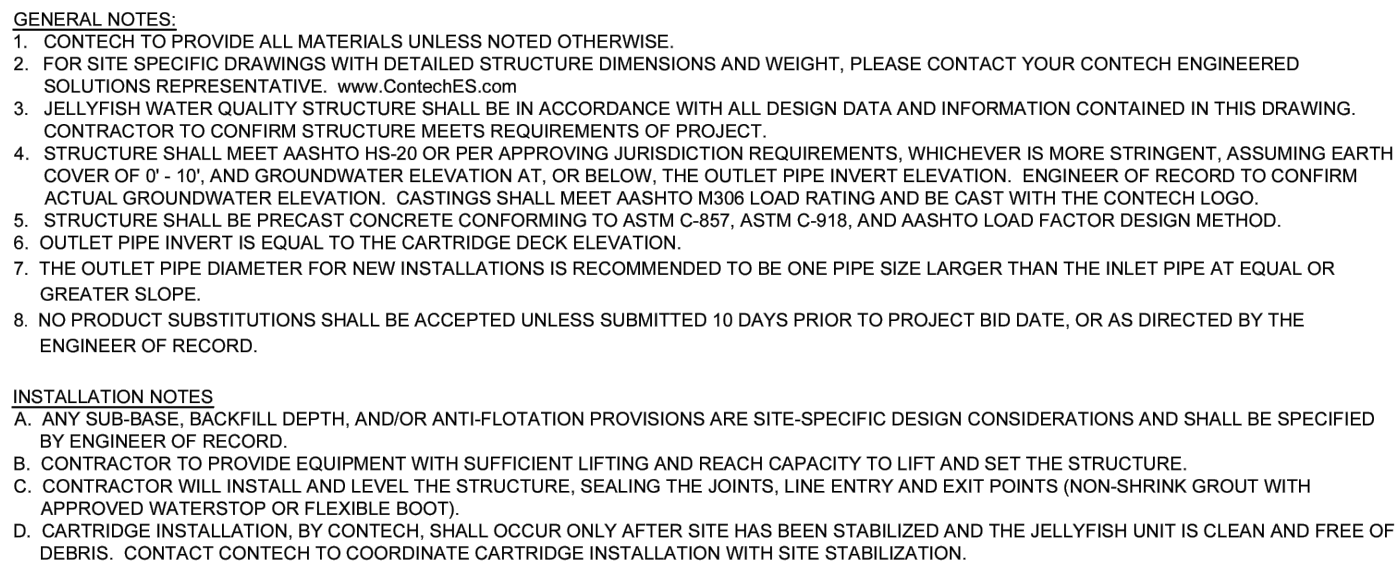 GENERAL NOTES:
1. CONTECH TO PROVIDE ALL MATERIALS UNLESS NOTED OTHERWISE.
2. FOR SITE SPECIFIC DRAWINGS WITH DETAILED STRUCTURE DIMENSIONS AND WEIGHT, PLEASE CONTACT YOUR CONTECH ENGINEERED
SOLUTIONS REPRESENTATIVE. www.ContechES.com
3. JELLYFISH WATER QUALITY STRUCTURE SHALL BE IN ACCORDANCE WITH ALL DESIGN DATA AND INFORMATION CONTAINED IN THIS DRAWING.
CONTRACTOR TO CONFIRM STRUCTURE MEETS REQUIREMENTS OF PROJECT.
4. STRUCTURE SHALL MEET AASHTO HS-20 OR PER APPROVING JURISDICTION REQUIREMENTS, WHICHEVER IS MORE STRINGENT, ASSUMING EARTH
COVER OF 0' - 10', AND GROUNDWATER ELEVATION AT, OR BELOW, THE OUTLET PIPE INVERT ELEVATION. ENGINEER OF RECORD TO CONFIRM
ACTUAL GROUNDWATER ELEVATION. CASTINGS SHALL MEET AASHTO M306 LOAD RATING AND BE CAST WITH THE CONTECH LOGO.
5. STRUCTURE SHALL BE PRECAST CONCRETE CONFORMING TO ASTM C-857, ASTM C-918, AND AASHTO LOAD FACTOR DESIGN METHOD.
6. OUTLET PIPE INVERT IS EQUAL TO THE CARTRIDGE DECK ELEVATION.
7. THE OUTLET PIPE DIAMETER FOR NEW INSTALLATIONS IS RECOMMENDED TO BE ONE PIPE SIZE LARGER THAN THE INLET PIPE AT EQUAL OR
GREATER SLOPE.
8. NO PRODUCT SUBSTITUTIONS SHALL BE ACCEPTED UNLESS SUBMITTED 10 DAYS PRIOR TO PROJECT BID DATE, OR AS DIRECTED BY THE
ENGINEER OF RECORD.
INSTALLATION NOTES
A. ANY SUB-BASE, BACKFILL DEPTH, AND/OR ANTI-FLOTATION PROVISIONS ARE SITE-SPECIFIC DESIGN CONSIDERATIONS AND SHALL BE SPECIFIED
BY ENGINEER OF RECORD.
B. CONTRACTOR TO PROVIDE EQUIPMENT WITH SUFFICIENT LIFTING AND REACH CAPACITY TO LIFT AND SET THE STRUCTURE.
C. CONTRACTOR WILL INSTALL AND LEVEL THE STRUCTURE, SEALING THE JOINTS, LINE ENTRY AND EXIT POINTS (NON-SHRINK GROUT WITH
APPROVED WATERSTOP OR FLEXIBLE BOOT).
D. CARTRIDGE INSTALLATION, BY CONTECH, SHALL OCCUR ONLY AFTER SITE HAS BEEN STABILIZED AND THE JELLYFISH UNIT IS CLEAN AND FREE OF
DEBRIS. CONTACT CONTECH TO COORDINATE CARTRIDGE INSTALLATION WITH SITE STABILIZATION.